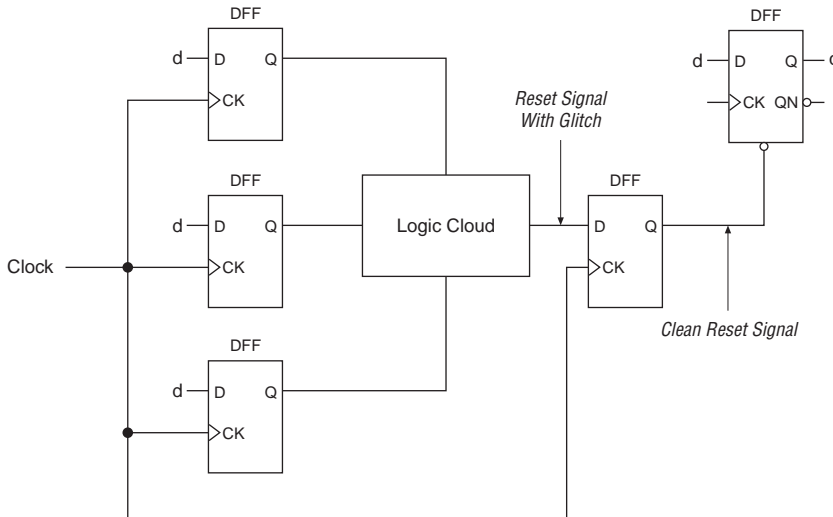 DFF
d
D
Q
CK
DFF
d
D
Q
CK
QN
Reset Signal
With Glitch
DFF
d
D
Q
CK
Logic Cloud
DFF
D
Q
CK
Clock
Clean Reset Signal
DFF
d
D
Q
CK